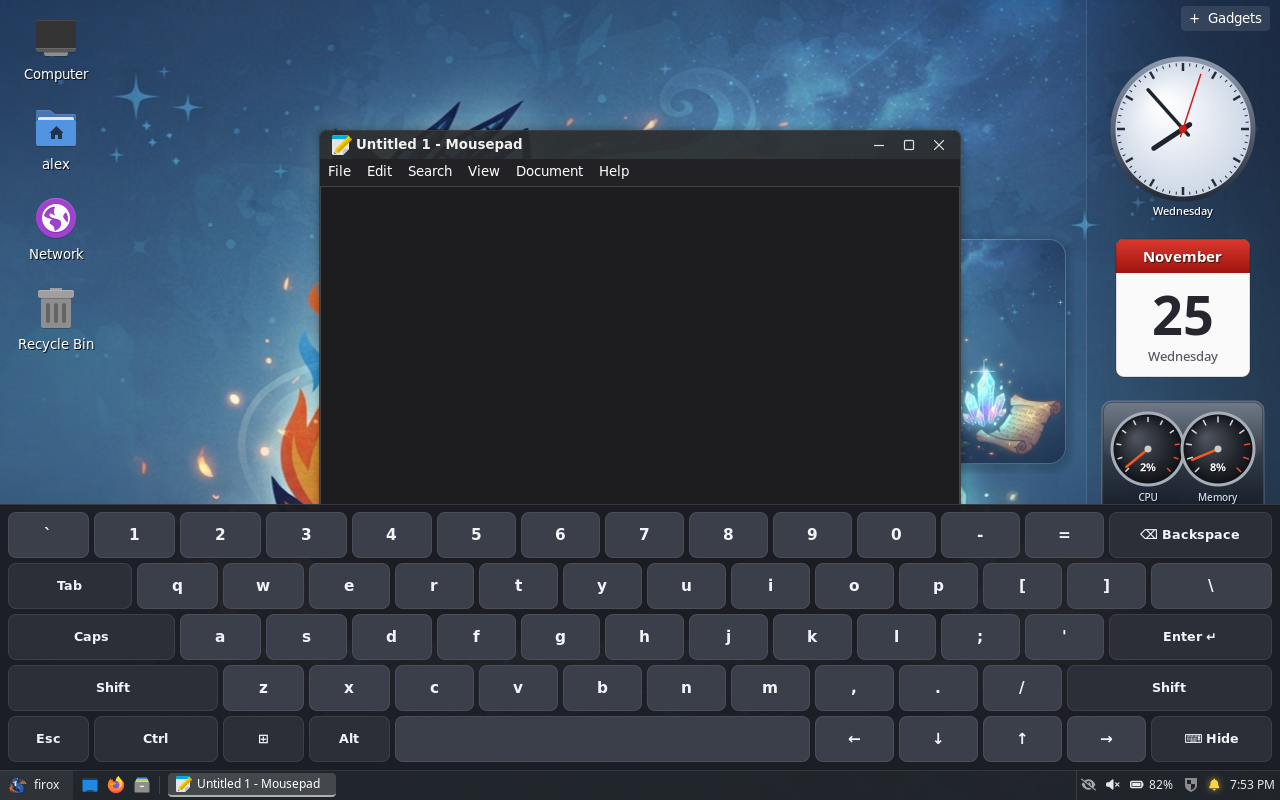 + Gadgets
Computer
alex
Network
Recycle Bin
Untitled 1 - Mousepad
File Edit Search View Document Help
Wednesday
November
25
Wednesday
2% 8%
CPU Memory
` 1 2 3 4 5 6 7 8 9 0 - = ⌫ Backspace
Tab q w e r t y u i o p [ ] \
Caps a s d f g h j k l ; ' Enter ↵
Shift z x c v b n m , . / Shift
Esc Ctrl ⊞ Alt ← ↓ ↑ → ⌨ Hide
firox Untitled 1 - Mousepad 82% 7:53 PM